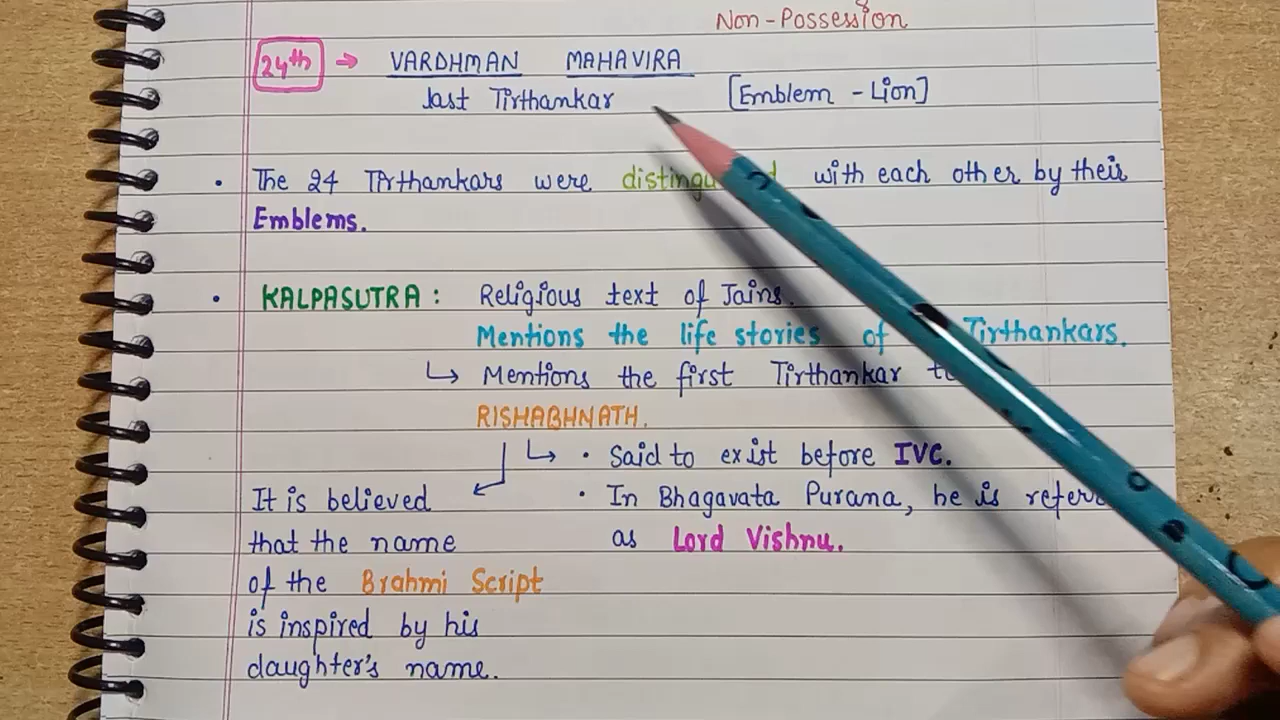 Non-Possession
24th → VARDHMAN MAHAVIRA
last Tirthankar [Emblem - Lion]
• The 24 Tirthankars were with each other by their
Emblems.
• KALPASUTRA: Religious text of Jains.
Mentions the life stories of Tirthankars.
↳ Mentions the first Tirthankar
RISHABHNATH.
↳ • Said to exist before IVC.
It is believed • In Bhagavata Purana, he is
that the name as Lord Vishnu.
of the Brahmi Script
is inspired by his
daughter's name.